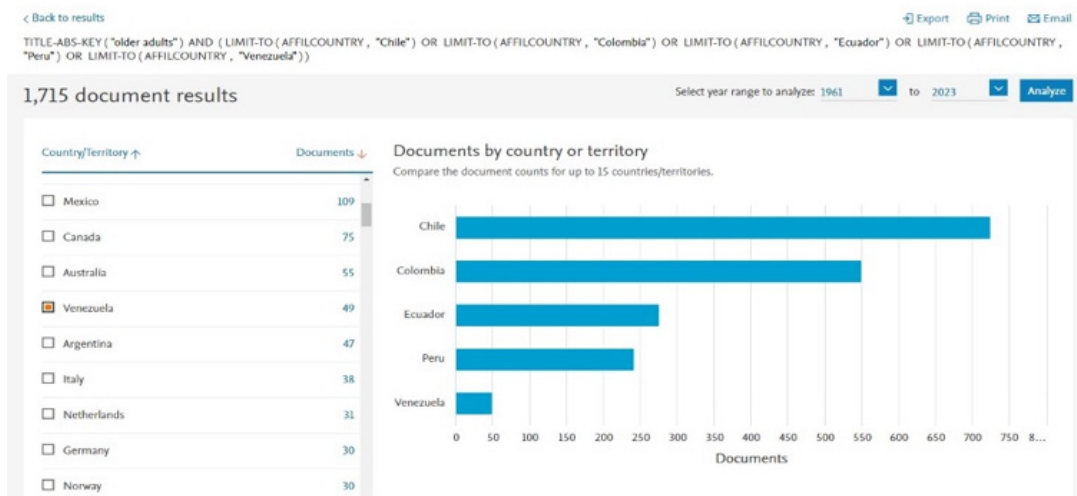 Back to results
Export Print Email
TITLE-ABS-KEY ( "older adults" ) AND ( LIMIT-TO ( AFFILCOUNTRY , "Chile" ) OR LIMIT-TO ( AFFILCOUNTRY , "Colombia" ) OR LIMIT-TO ( AFFILCOUNTRY , "Ecuador" ) OR LIMIT-TO ( AFFILCOUNTRY ,
"Peru" ) OR LIMIT-TO ( AFFILCOUNTRY , "Venezuela" ) )
1,715 document results
Select year range to analyze: 1961 to 2023 Analyze
Country/Territory Documents
Mexico 109
Canada 75
Australia 55
Venezuela 49
Argentina 47
Italy 38
Netherlands 31
Germany 30
Norway 30
Documents by country or territory
Compare the document counts for up to 15 countries/territories.
Chile
Colombia
Ecuador
Peru
Venezuela
0 50 100 150 200 250 300 350 400 450 500 550 600 650 700 750 8...
Documents